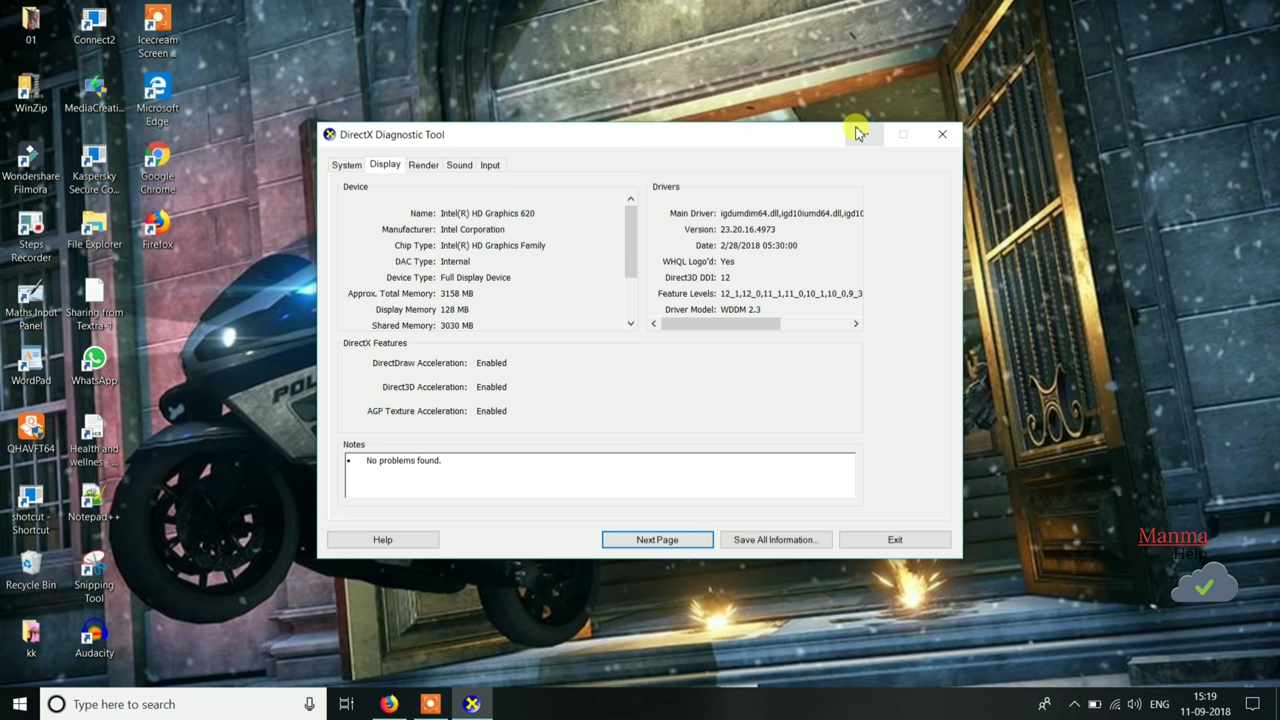 01
Connect2
Icecream
Screen ...
WinZip
MediaCreati...
Microsoft
Edge
Wondershare
Filmora
Kaspersky
Secure Co...
Google
Chrome
Steps
Recorder
File Explorer
Firefox
Maths Input
Panel
Sharing from
Textra-1
WordPad
WhatsApp
QHAVFT64
Health and
wellnes - ...
shotcut -
Shortcut
Notepad++
Recycle Bin
Snipping
Tool
kk
Audacity
DirectX Diagnostic Tool
System Display Render Sound Input
Device
Name: Intel(R) HD Graphics 620
Manufacturer: Intel Corporation
Chip Type: Intel(R) HD Graphics Family
DAC Type: Internal
Device Type: Full Display Device
Approx. Total Memory: 3158 MB
Display Memory 128 MB
Shared Memory: 3030 MB
Drivers
Main Driver: igdumdim64.dll,igd10iumd64.dll,igd10
Version: 23.20.16.4973
Date: 2/28/2018 05:30:00
WHQL Logo'd: Yes
Direct3D DDI: 12
Feature Levels: 12_1,12_0,11_1,11_0,10_1,10_0,9_3
Driver Model: WDDM 2.3
DirectX Features
DirectDraw Acceleration: Enabled
Direct3D Acceleration: Enabled
AGP Texture Acceleration: Enabled
Notes
• No problems found.
Help Next Page Save All Information... Exit
POLI
Manma
Help
Type here to search
ENG
15:19
11-09-2018